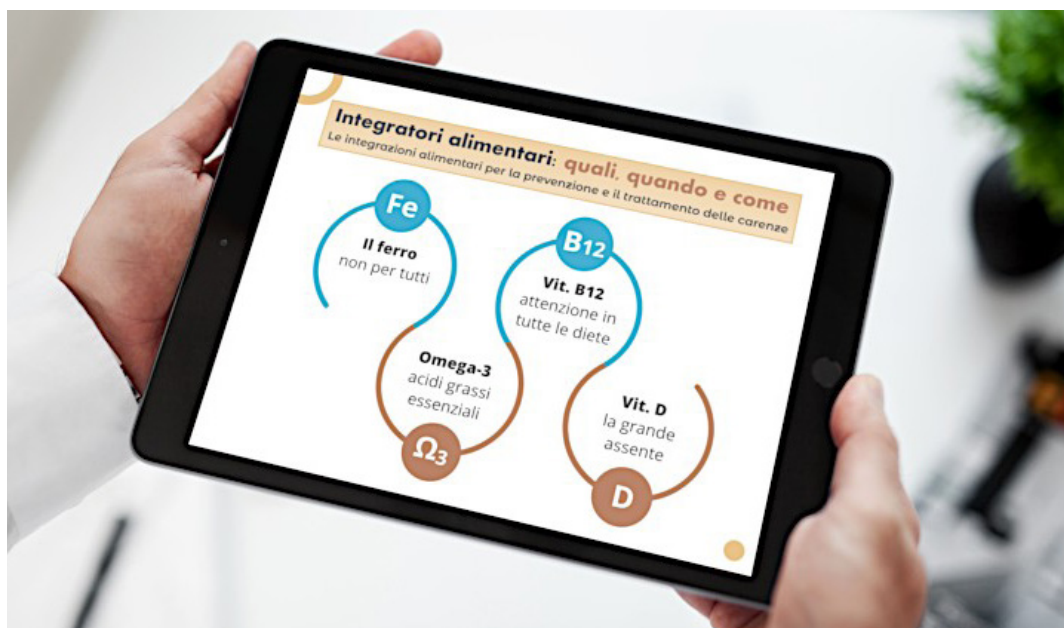 Integratori alimentari: quali, quando e come
Le integrazioni alimentari per la prevenzione e il trattamento delle carenze
Fe
Il ferro
non per tutti
Omega-3
acidi grassi
essenziali
Ω3
B12
Vit. B12
attenzione in
tutte le diete
Vit. D
la grande
assente
D